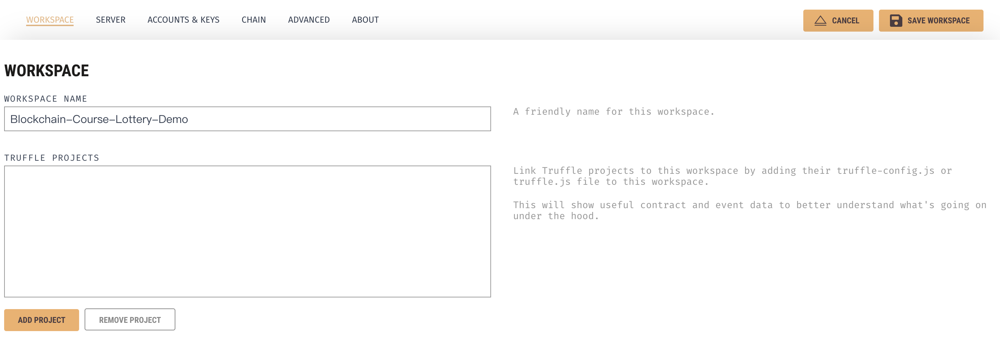 WORKSPACE SERVER ACCOUNTS & KEYS CHAIN ADVANCED ABOUT CANCEL SAVE WORKSPACE
WORKSPACE
WORKSPACE NAME
Blockchain-Course-Lottery-Demo
A friendly name for this workspace.
TRUFFLE PROJECTS
Link Truffle projects to this workspace by adding their truffle-config.js or
truffle.js file to this workspace.
This will show useful contract and event data to better understand what's going on
under the hood.
ADD PROJECT REMOVE PROJECT